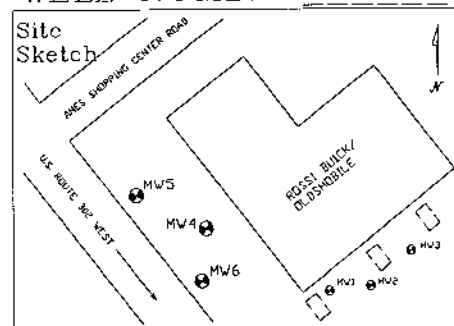 Site
Sketch
AMES SHOPPING CENTER ROAD
N
ROSSI BUICK/
OLDSMOBILE
U.S. ROUTE 302 WEST
MW5
MW4
MW3
MW6
MW1
MW2